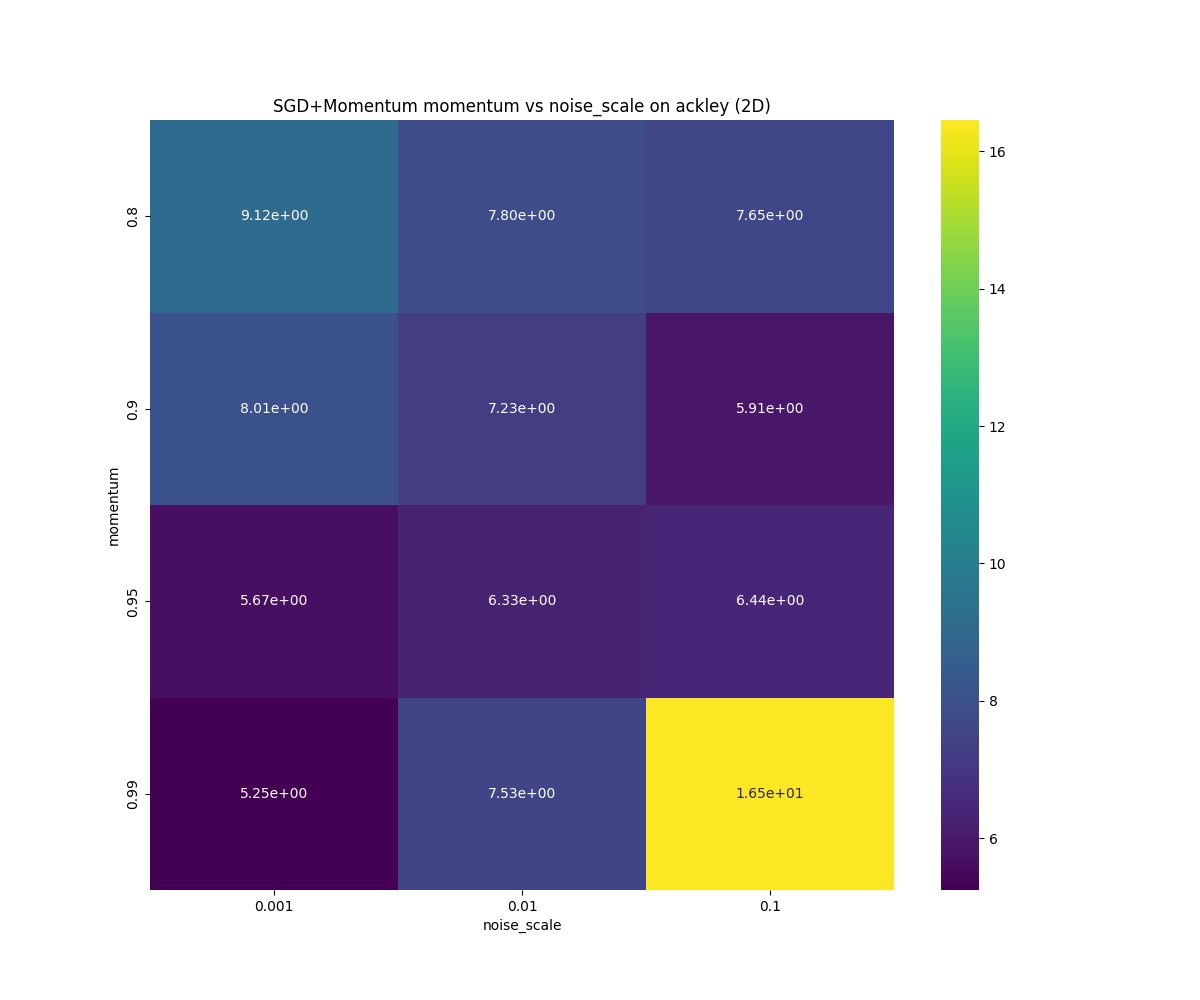 SGD+Momentum momentum vs noise_scale on ackley (2D)
16
0.8
9.12e+00 7.80e+00 7.65e+00
14
12
0.9
8.01e+00 7.23e+00 5.91e+00
momentum
10
0.95
5.67e+00 6.33e+00 6.44e+00
8
0.99
5.25e+00 7.53e+00 1.65e+01
6
0.001 0.01 0.1
noise_scale